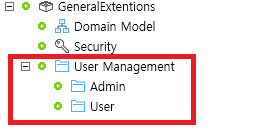 GeneralExtentions
Domain Model
Security
User Management
Admin
User